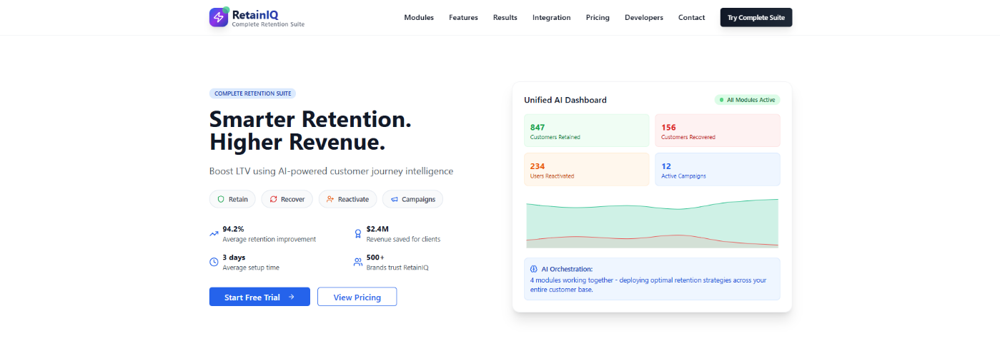 RetainIQ
Complete Retention Suite
Modules
Features
Results
Integration
Pricing
Developers
Contact
Try Complete Suite
COMPLETE RETENTION SUITE
Smarter Retention.
Higher Revenue.
Boost LTV using AI-powered customer journey intelligence
Retain
Recover
Reactivate
Campaigns
94.2%
Average retention improvement
$2.4M
Revenue saved for clients
3 days
Average setup time
500+
Brands trust RetainIQ
Start Free Trial
View Pricing
Unified AI Dashboard
All Modules Active
847
Customers Retained
156
Customers Recovered
234
Users Reactivated
12
Active Campaigns
AI Orchestration:
4 modules working together - deploying optimal retention strategies across your
entire customer base.